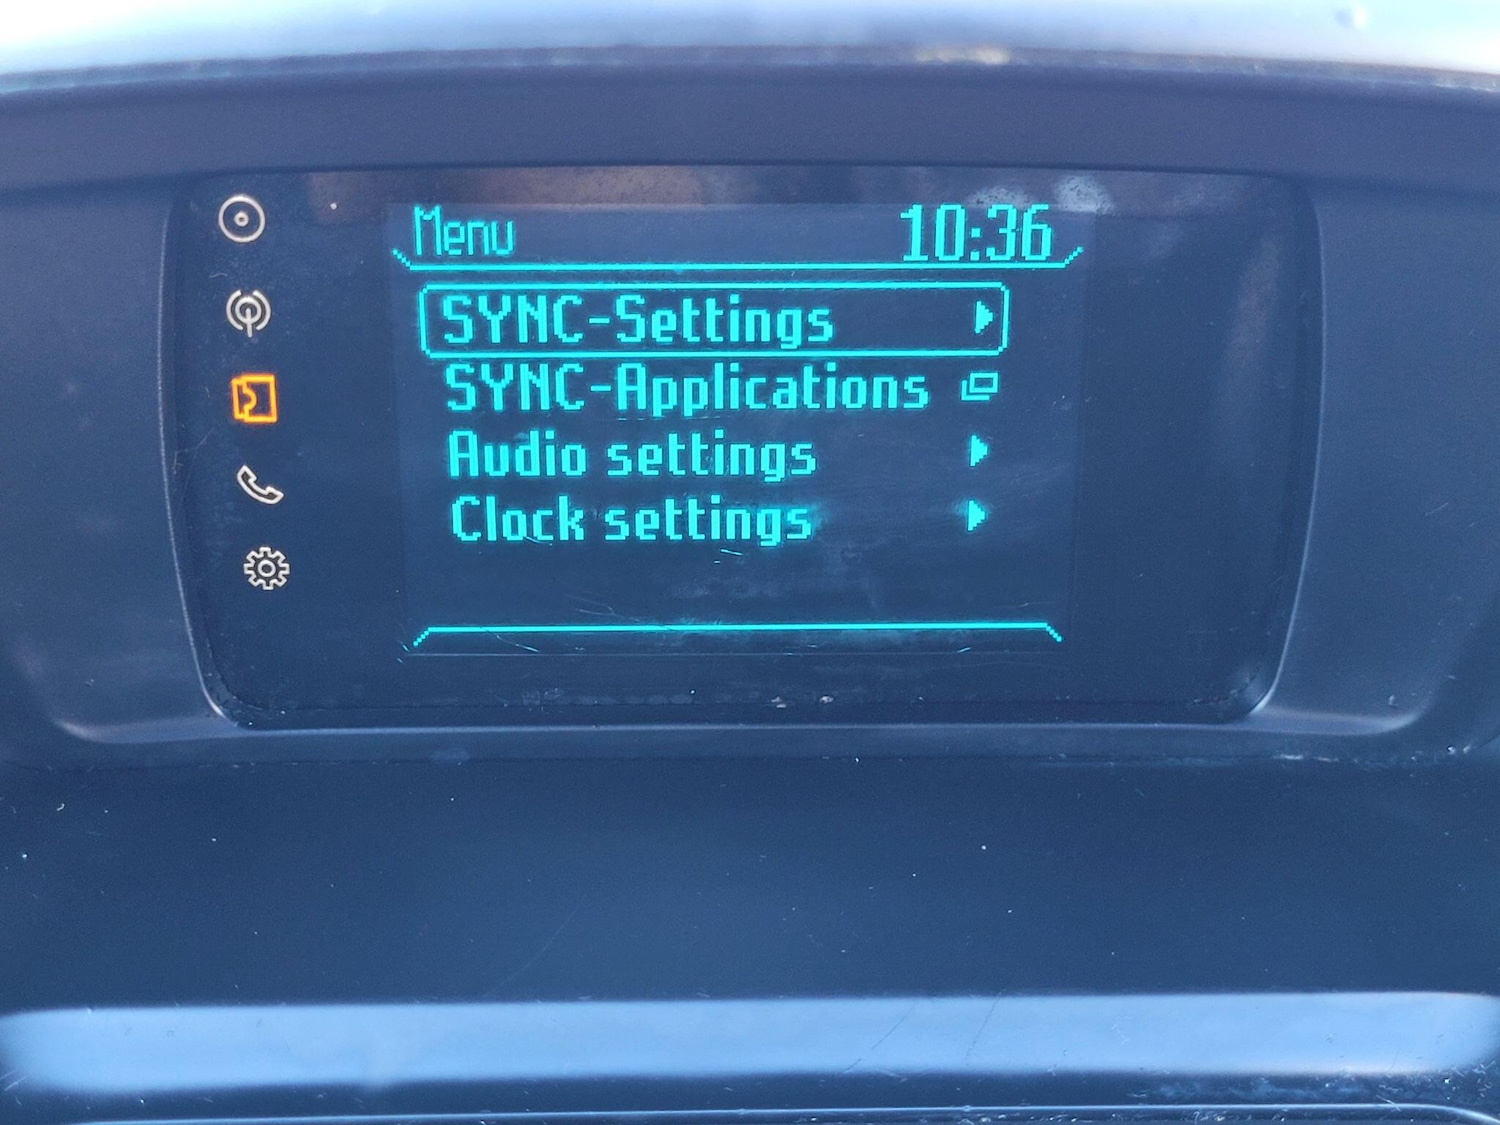 Menu 10:36
SYNC-Settings
SYNC-Applications
Audio settings
Clock settings